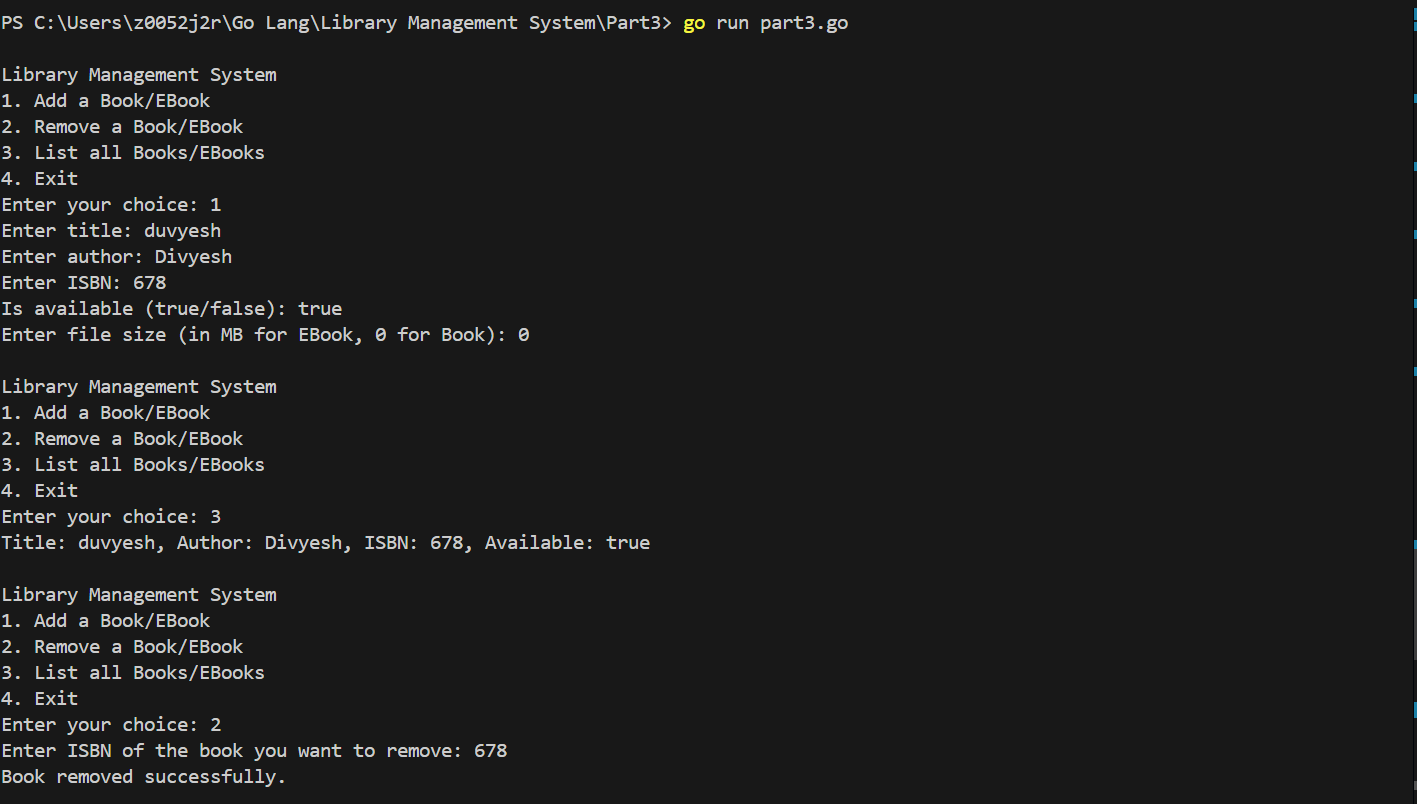 PS C:\Users\z0052j2r\Go Lang\Library Management System\Part3> go run part3.go
Library Management System
1. Add a Book/EBook
2. Remove a Book/EBook
3. List all Books/EBooks
4. Exit
Enter your choice: 1
Enter title: duvyesh
Enter author: Divyesh
Enter ISBN: 678
Is available (true/false): true
Enter file size (in MB for EBook, 0 for Book): 0
Library Management System
1. Add a Book/EBook
2. Remove a Book/EBook
3. List all Books/EBooks
4. Exit
Enter your choice: 3
Title: duvyesh, Author: Divyesh, ISBN: 678, Available: true
Library Management System
1. Add a Book/EBook
2. Remove a Book/EBook
3. List all Books/EBooks
4. Exit
Enter your choice: 2
Enter ISBN of the book you want to remove: 678
Book removed successfully.